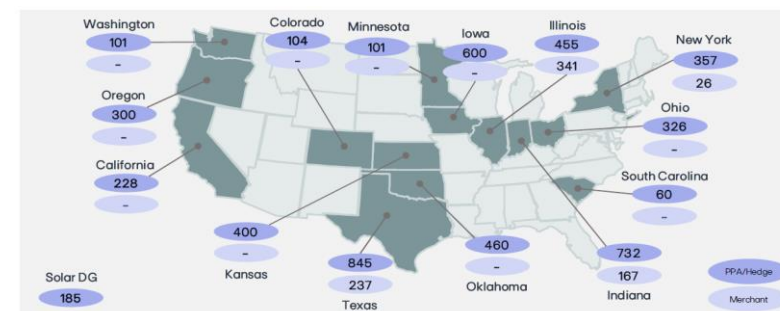 Washington
101
-
Oregon
300
-
California
228
-
Colorado
104
-
Minnesota
101
-
Iowa
600
-
Illinois
455
341
New York
357
26
Ohio
326
-
South Carolina
60
-
400
-
Kansas
845
237
Texas
460
-
Oklahoma
732
167
Indiana
Solar DG
185
PPA/Hedge
Merchant